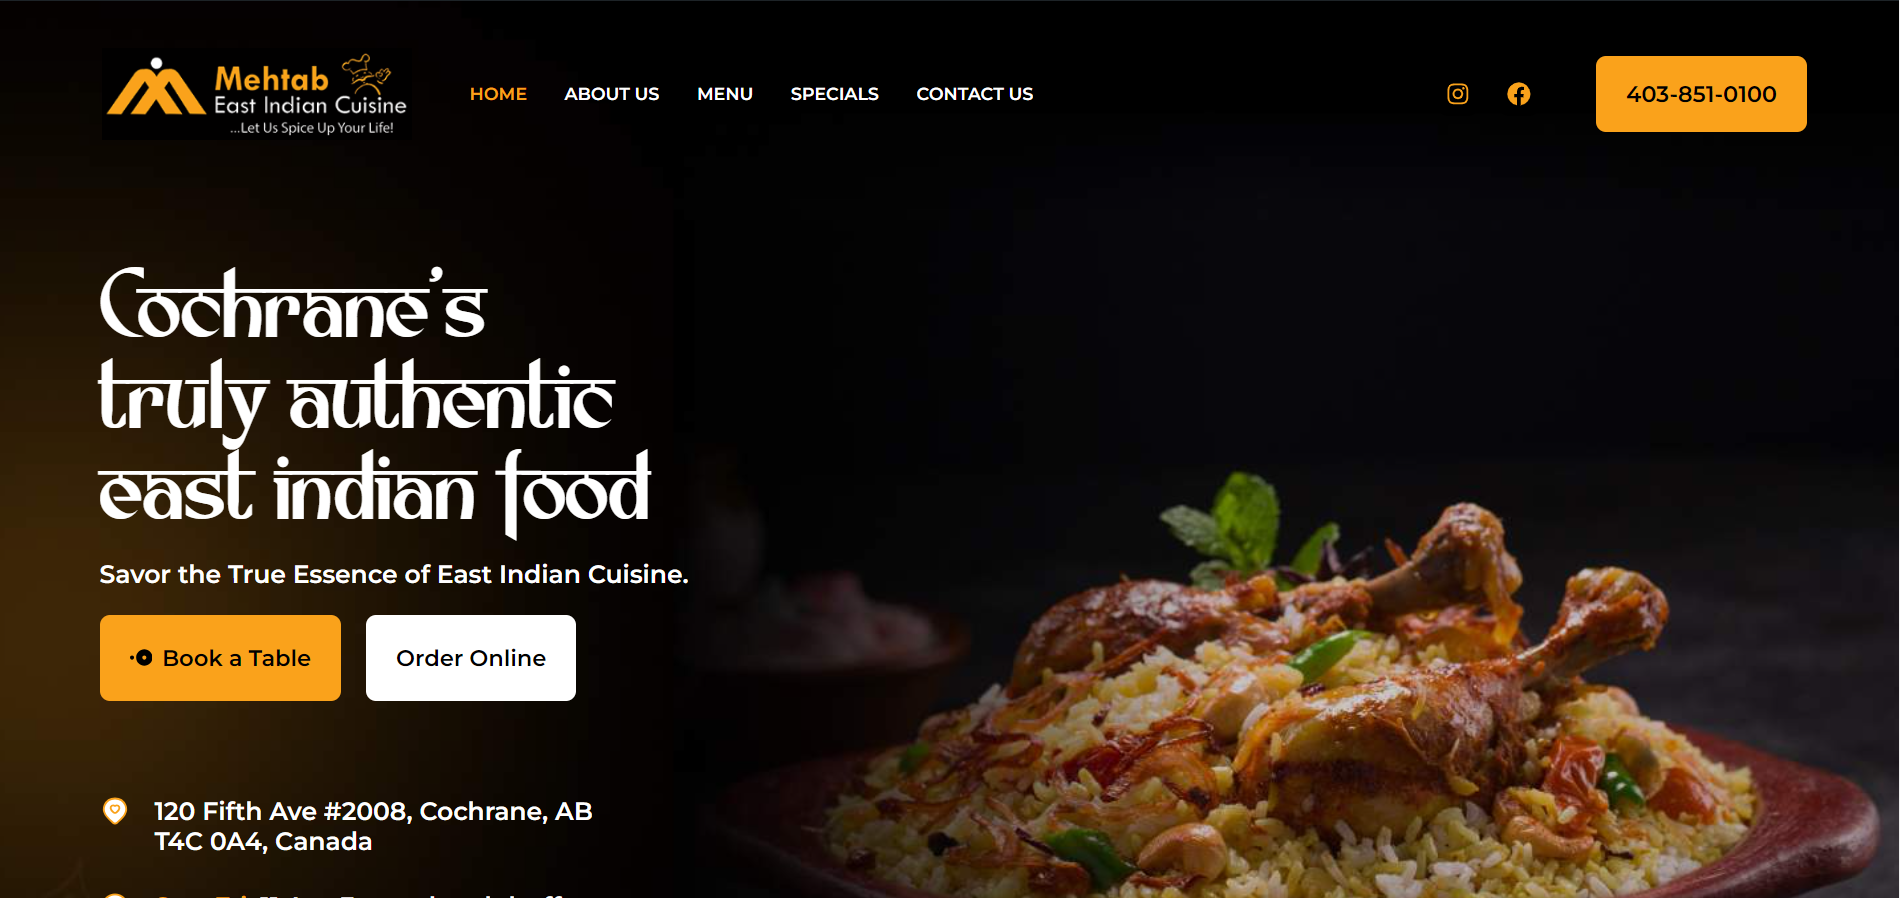 Mehtab
East Indian Cuisine
...Let Us Spice Up Your Life!
HOME ABOUT US MENU SPECIALS CONTACT US
403-851-0100
Cochrane's
truly authentic
east indian food
Savor the True Essence of East Indian Cuisine.
Book a Table
Order Online
120 Fifth Ave #2008, Cochrane, AB
T4C 0A4, Canada